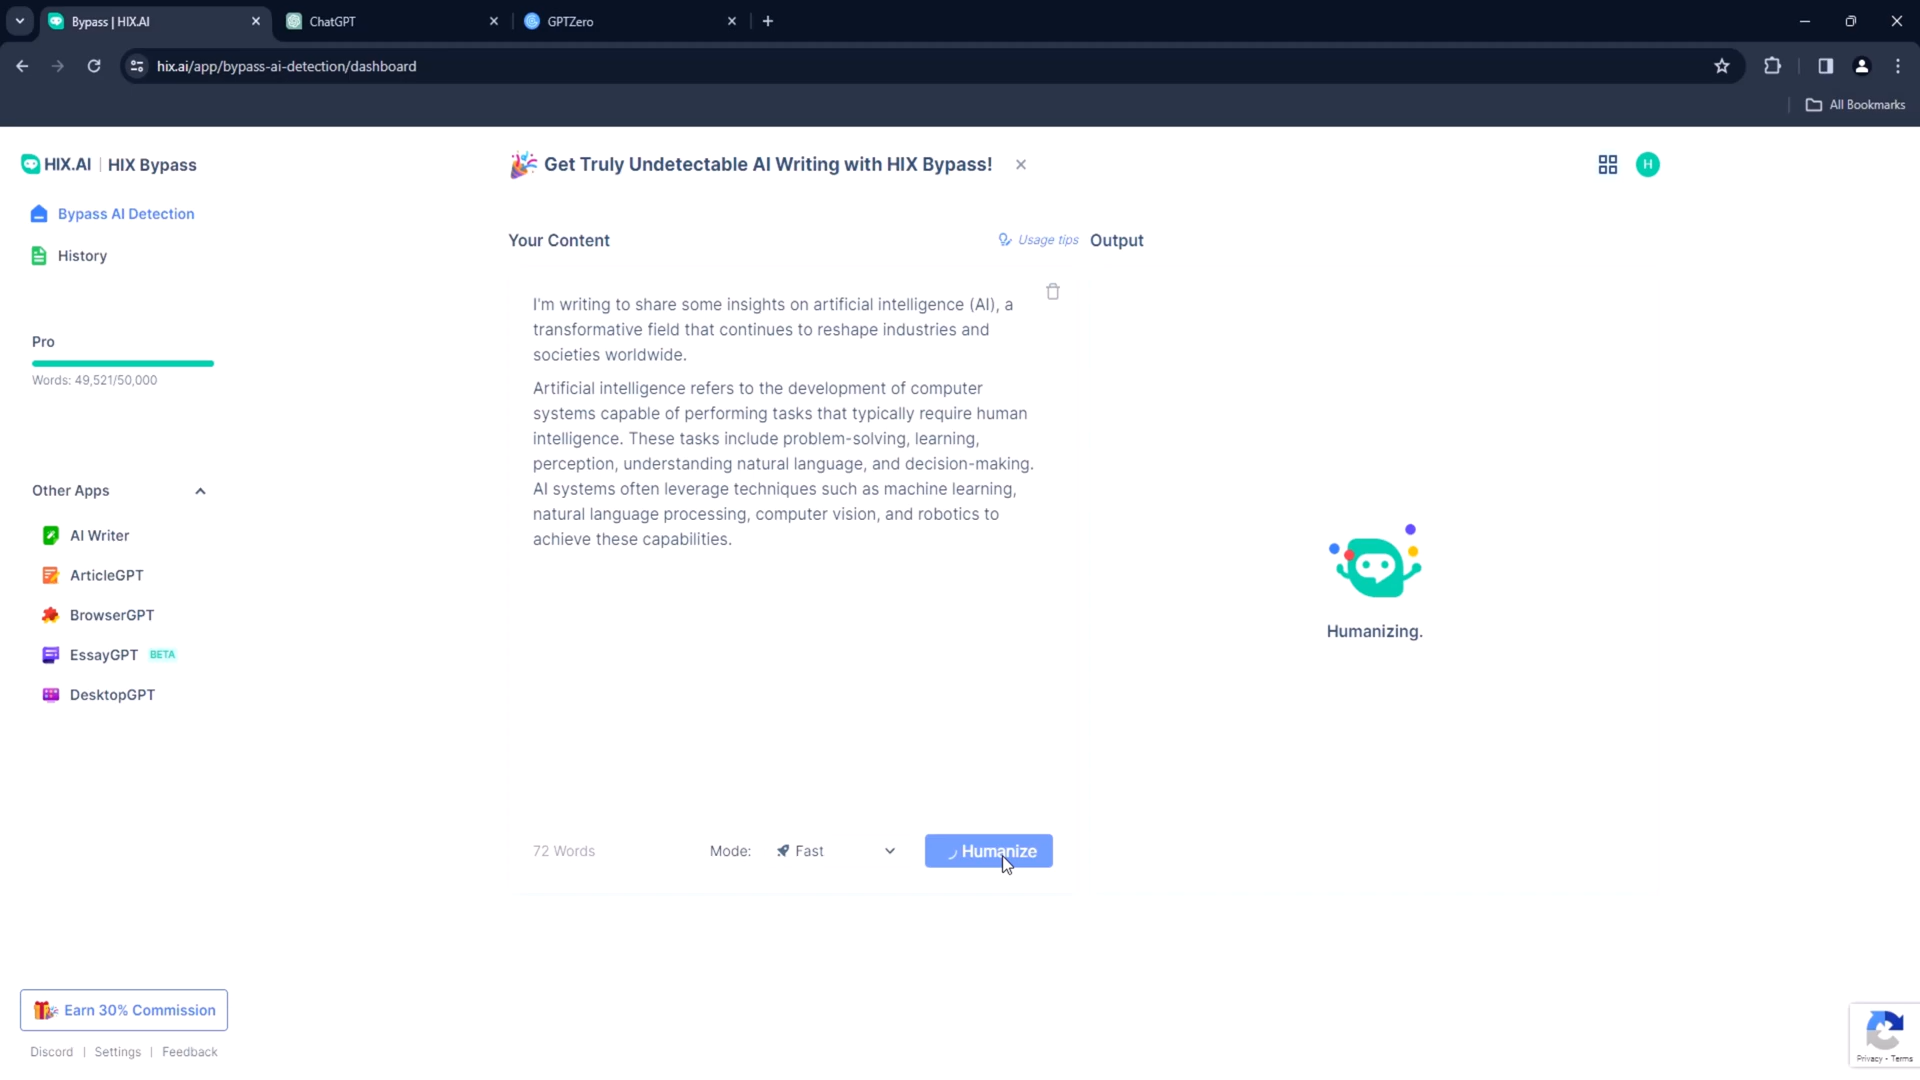 Bypass | HIX.AI
ChatGPT
GPTZero
hix.ai/app/bypass-ai-detection/dashboard
All Bookmarks
HIX.AI | HIX Bypass
Get Truly Undetectable AI Writing with HIX Bypass!
H
Bypass AI Detection
History
Pro
Words: 49,521/50,000
Other Apps
AI Writer
ArticleGPT
BrowserGPT
EssayGPT BETA
DesktopGPT
Earn 30% Commission
Discord | Settings | Feedback
Your Content
Usage tips
I'm writing to share some insights on artificial intelligence (AI), a
transformative field that continues to reshape industries and
societies worldwide.
Artificial intelligence refers to the development of computer
systems capable of performing tasks that typically require human
intelligence. These tasks include problem-solving, learning,
perception, understanding natural language, and decision-making.
AI systems often leverage techniques such as machine learning,
natural language processing, computer vision, and robotics to
achieve these capabilities.
72 Words
Mode: Fast
Humanize
Output
Humanizing.
Privacy - Terms